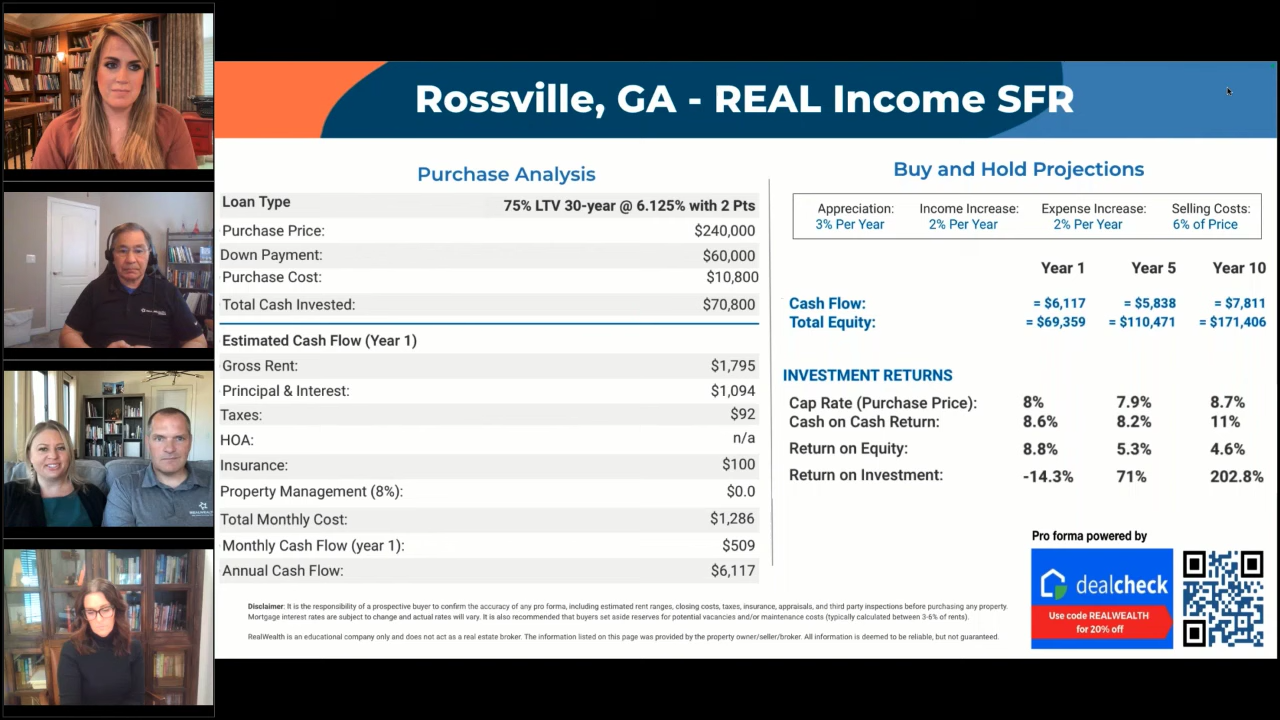 Rossville, GA - REAL Income SFR
Purchase Analysis
Loan Type 75% LTV 30-year @ 6.125% with 2 Pts
Purchase Price: $240,000
Down Payment: $60,000
Purchase Cost: $10,800
Total Cash Invested: $70,800
Estimated Cash Flow (Year 1)
Gross Rent: $1,795
Principal & Interest: $1,094
Taxes: $92
HOA: n/a
Insurance: $100
Property Management (8%): $0.0
Total Monthly Cost: $1,286
Monthly Cash Flow (year 1): $509
Annual Cash Flow: $6,117
Buy and Hold Projections
Appreciation: Income Increase: Expense Increase: Selling Costs:
3% Per Year 2% Per Year 2% Per Year 6% of Price
Year 1 Year 5 Year 10
Cash Flow: = $6,117 = $5,838 = $7,811
Total Equity: = $69,359 = $110,471 = $171,406
INVESTMENT RETURNS
Cap Rate (Purchase Price): 8% 7.9% 8.7%
Cash on Cash Return: 8.6% 8.2% 11%
Return on Equity: 8.8% 5.3% 4.6%
Return on Investment: -14.3% 71% 202.8%
Pro forma powered by
dealcheck
Use code REALWEALTH
for 20% off
Disclaimer: It is the responsibility of a prospective buyer to confirm the accuracy of any pro forma, including estimated rent ranges, closing costs, taxes, insurance, appraisals, and third party inspections before purchasing any property.
Mortgage interest rates are subject to change and actual rates will vary. It is also recommended that buyers set aside reserves for potential vacancies and/or maintenance costs (typically calculated between 3-6% of rents).
RealWealth is an educational company only and does not act as a real estate broker. The information listed on this page was provided by the property owner/seller/broker. All information is deemed to be reliable, but not guaranteed.